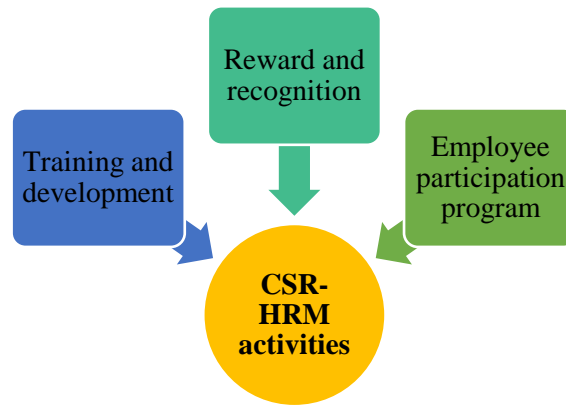 Reward and
recognition
Training and
development
Employee
participation
program
CSR-
HRM
activities